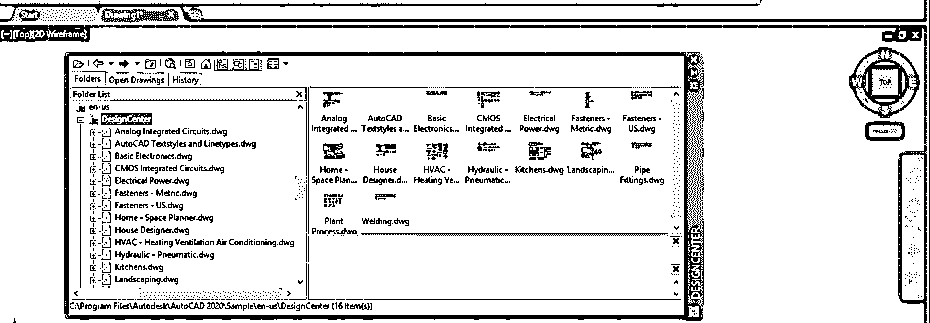 Start
[−][Top][2D Wireframe]
Folders Open Drawings History
Folder List
en-us
DesignCenter
Analog Integrated Circuits.dwg
AutoCAD Textstyles and Linetypes.dwg
Basic Electronics.dwg
CMOS Integrated Circuits.dwg
Electrical Power.dwg
Fasteners - Metric.dwg
Fasteners - US.dwg
Home - Space Planner.dwg
House Designer.dwg
HVAC - Heating Ventilation Air Conditioning.dwg
Hydraulic - Pneumatic.dwg
Kitchens.dwg
Landscaping.dwg
Analog Integrated ...
AutoCAD Textstyles a...
Basic Electronics...
CMOS Integrated ...
Electrical Power.dwg
Fasteners - Metric.dwg
Fasteners - US.dwg
Home - Space Plan...
House Designer.d...
HVAC - Heating Ve...
Hydraulic - Pneumatic...
Kitchens.dwg
Landscapin...
Pipe Fittings.dwg
Plant Process.dwg
Welding.dwg
C:\Program Files\Autodesk\AutoCAD 2020\Sample\en-us\DesignCenter (16 Item(s))
DESIGNCENTER
TOP